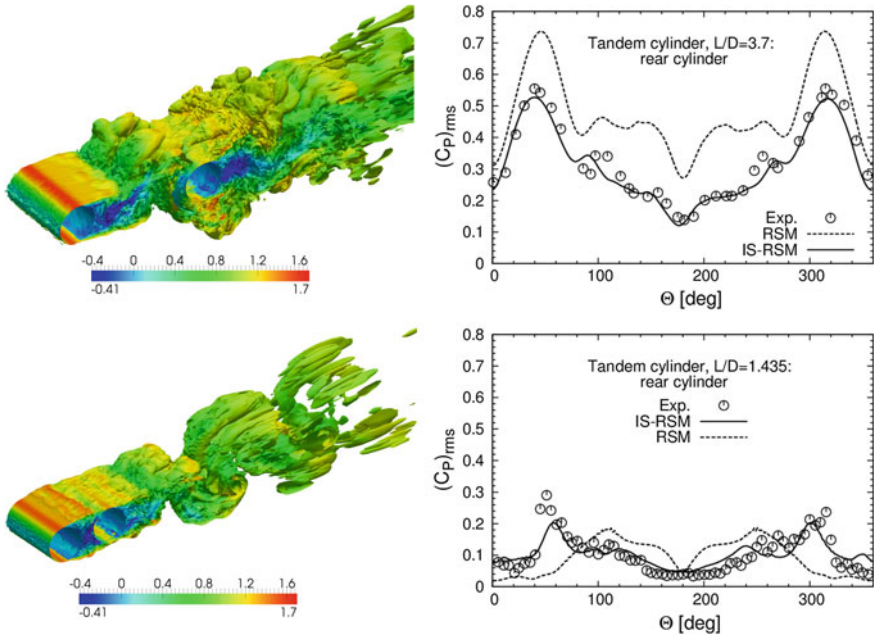 -0.4 0 0.4 0.8 1.2 1.6
-0.41 1.7
0.8
0.7
0.6
0.5
0.4
0.3
0.2
0.1
0
(CP)rms
Tandem cylinder, L/D=3.7:
rear cylinder
Exp.
RSM
IS-RSM
0 100 200 300
Θ [deg]
-0.4 0 0.4 0.8 1.2 1.6
-0.41 1.7
0.8
0.7
0.6
0.5
0.4
0.3
0.2
0.1
0
(CP)rms
Tandem cylinder, L/D=1.435:
rear cylinder
Exp.
IS-RSM
RSM
0 100 200 300
Θ [deg]